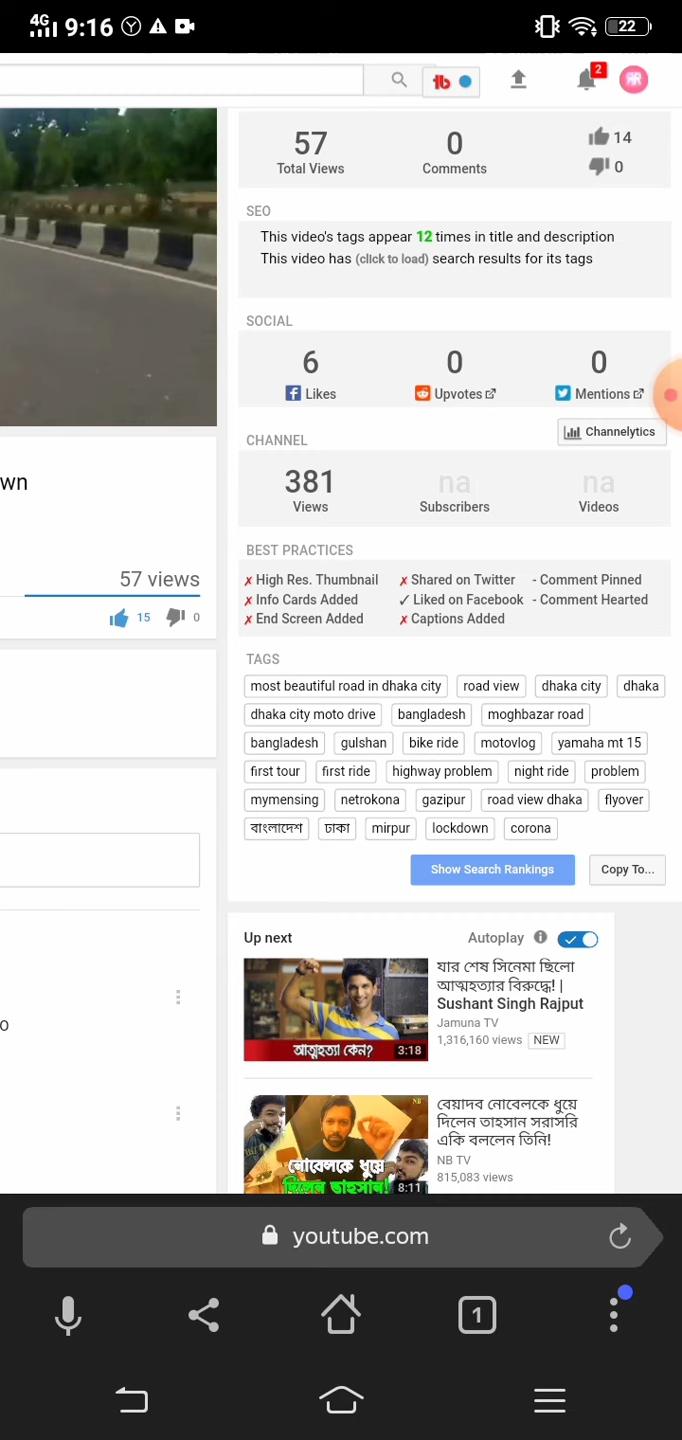 4G 9:16 22
2
57 0 14
Total Views Comments 0
SEO
This video's tags appear 12 times in title and description
This video has (click to load) search results for its tags
SOCIAL
6 0 0
Likes Upvotes Mentions
CHANNEL Channelytics
wn
381 na na
Views Subscribers Videos
BEST PRACTICES
57 views
✗ High Res. Thumbnail ✗ Shared on Twitter - Comment Pinned
✗ Info Cards Added ✓ Liked on Facebook - Comment Hearted
15 0
✗ End Screen Added ✗ Captions Added
TAGS
most beautiful road in dhaka city road view dhaka city dhaka
dhaka city moto drive bangladesh moghbazar road
bangladesh gulshan bike ride motovlog yamaha mt 15
first tour first ride highway problem night ride problem
mymensing netrokona gazipur road view dhaka flyover
বাংলাদেশ ঢাকা mirpur lockdown corona
Show Search Rankings Copy To...
Up next Autoplay
যার শেষ সিনেমা ছিলো
আত্মহত্যার বিরুদ্ধে! |
Sushant Singh Rajput
Jamuna TV
1,316,160 views NEW
আত্মহত্যা কেন? 3:18
o
বেয়াদব নোবেলকে ধুয়ে
দিলেন তাহসান সরাসরি
একি বললেন তিনি!
NB TV
815,083 views
NB
নোবেলকে ধুয়ে
দিলেন তাহসান! 8:11
youtube.com
1